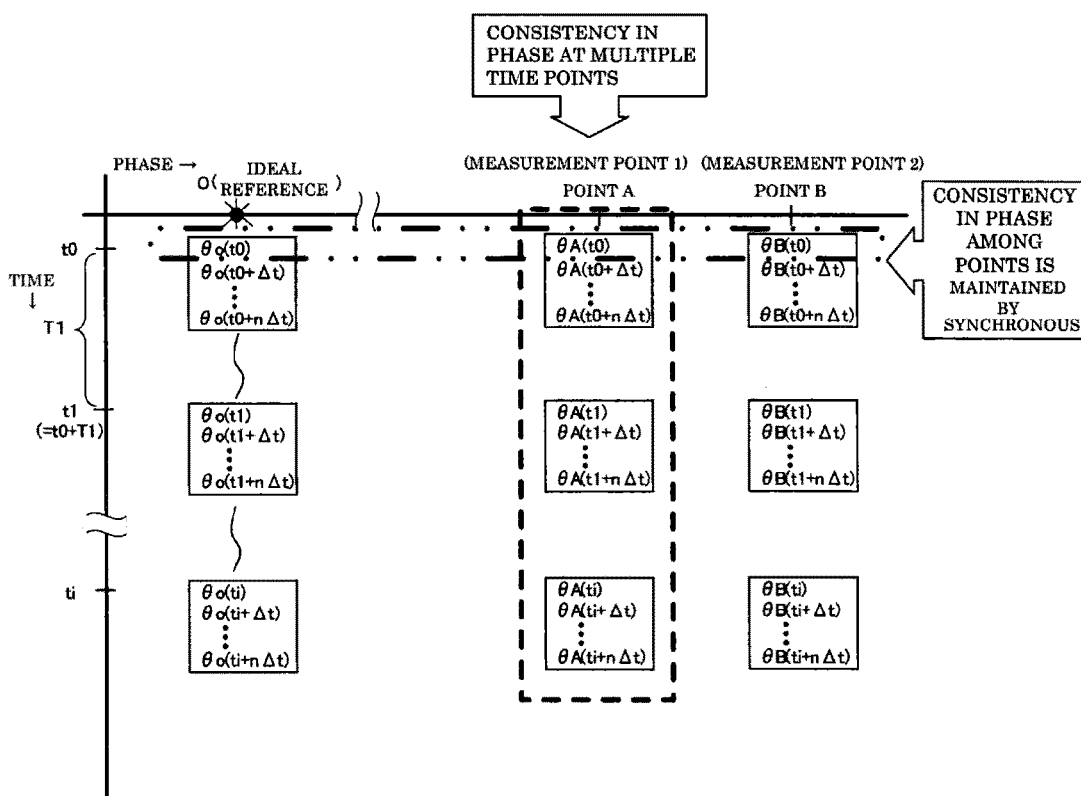 CONSISTENCY IN
PHASE AT MULTIPLE
TIME POINTS
PHASE →
O( IDEAL
REFERENCE )
(MEASUREMENT POINT 1)
POINT A
(MEASUREMENT POINT 2)
POINT B
CONSISTENCY
IN PHASE
AMONG
POINTS IS
MAINTAINED
BY
SYNCHRONOUS
t0
TIME
↓
T1
t1
(=t0+T1)
ti
θo(t0)
θo(t0+Δt)
θo(t0+nΔt)
θA(t0)
θA(t0+Δt)
θA(t0+nΔt)
θB(t0)
θB(t0+Δt)
θB(t0+nΔt)
θo(t1)
θo(t1+Δt)
θo(t1+nΔt)
θA(t1)
θA(t1+Δt)
θA(t1+nΔt)
θB(t1)
θB(t1+Δt)
θB(t1+nΔt)
θo(ti)
θo(ti+Δt)
θo(ti+nΔt)
θA(ti)
θA(ti+Δt)
θA(ti+nΔt)
θB(ti)
θB(ti+Δt)
θB(ti+nΔt)